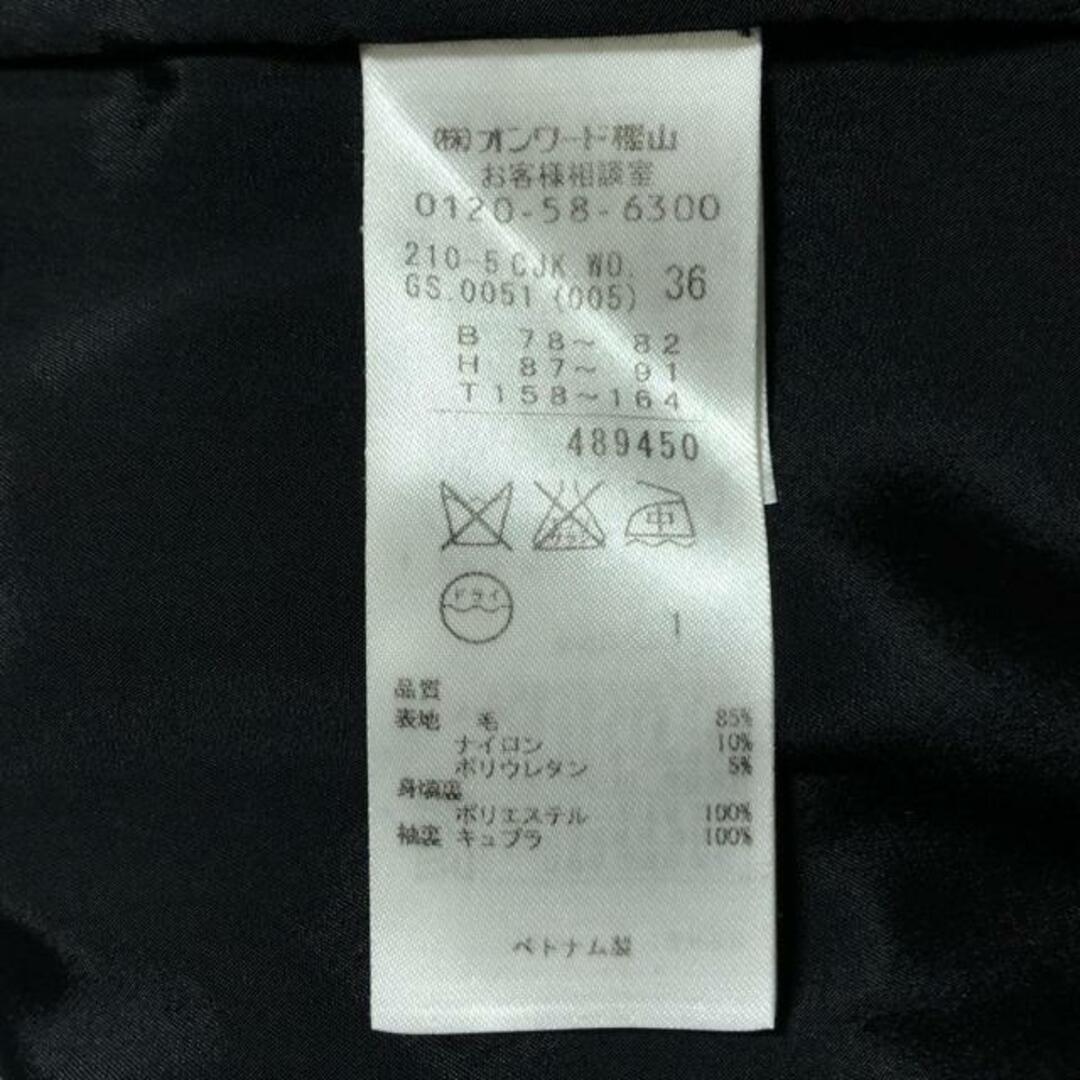 (株)オンワード樫山
お客様相談室
0120-58-6300
210-5 CJK WO. 36
GS.0051 (005)
B 78～ 82
H 87～ 91
T 158～164
489450
中
ドライ
1
品質
表地 毛 85%
ナイロン 10%
ポリウレタン 5%
身頃裏
ポリエステル 100%
袖裏 キュプラ 100%
ベトナム製